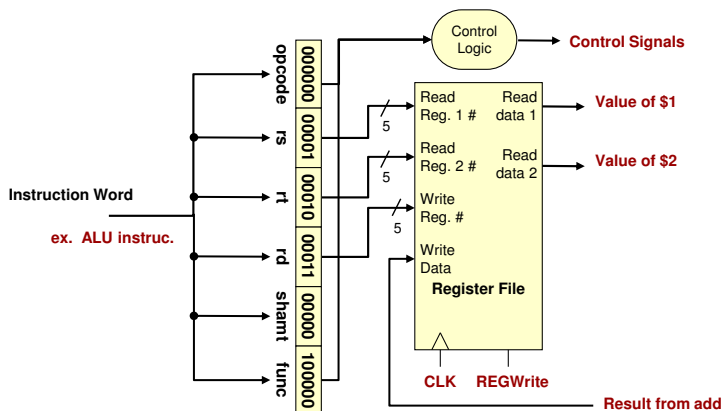 Instruction Word
ex. ALU instruc.
opcode
000000
rs
00001
rt
00010
rd
00011
shamt
00000
func
100000
Control
Logic
Control Signals
5
5
5
Read
Reg. 1 #
Read
data 1
Value of $1
Read
Reg. 2 #
Read
data 2
Value of $2
Write
Reg. #
Write
Data
Register File
CLK
REGWrite
Result from add